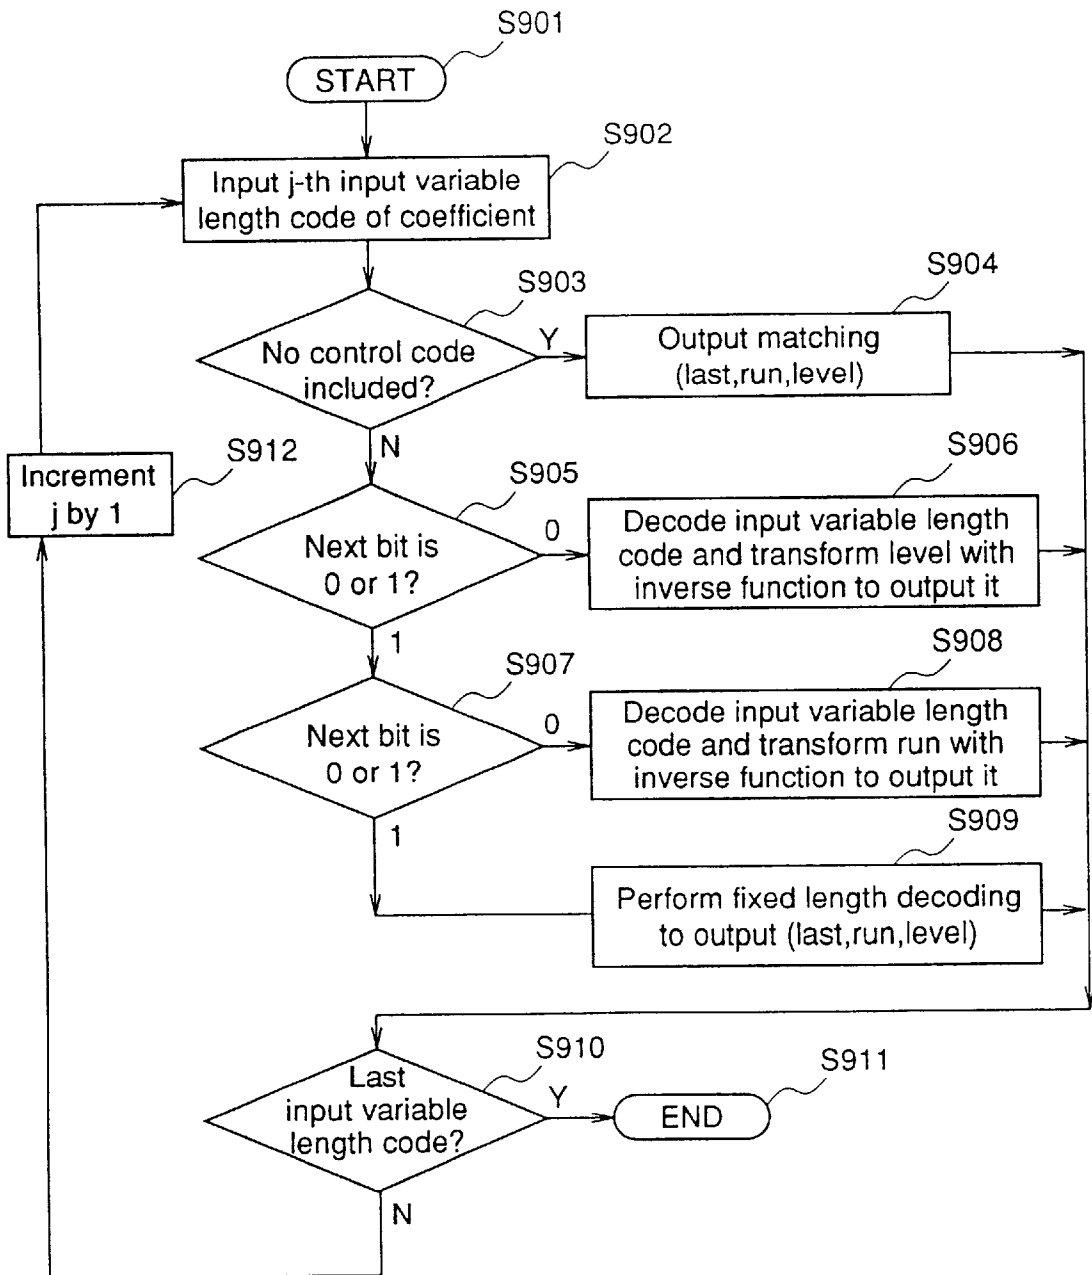 S901
START
S902
Input j-th input variable
length code of coefficient
S903
No control code
included?
Y
N
S904
Output matching
(last,run,level)
S912
Increment
j by 1
S905
Next bit is
0 or 1?
0
1
S906
Decode input variable length
code and transform level with
inverse function to output it
S907
Next bit is
0 or 1?
0
1
S908
Decode input variable length
code and transform run with
inverse function to output it
S909
Perform fixed length decoding
to output (last,run,level)
S910
Last
input variable
length code?
Y
N
S911
END